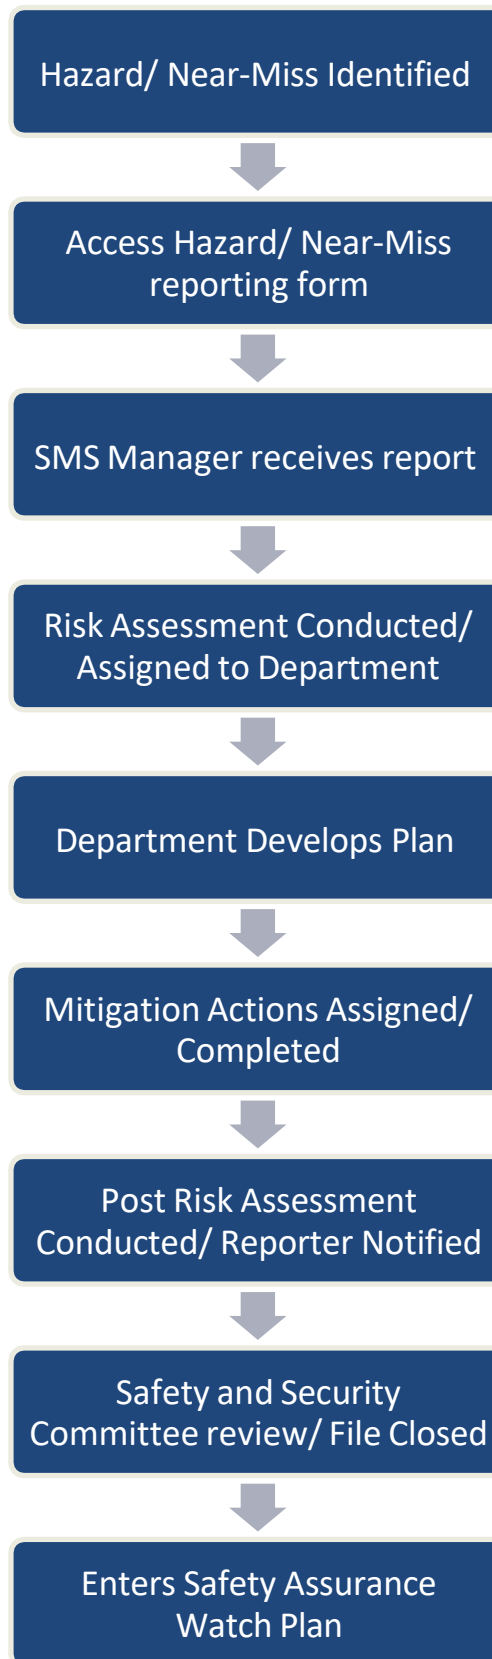 Hazard/ Near-Miss Identified
Access Hazard/ Near-Miss
reporting form
SMS Manager receives report
Risk Assessment Conducted/
Assigned to Department
Department Develops Plan
Mitigation Actions Assigned/
Completed
Post Risk Assessment
Conducted/ Reporter Notified
Safety and Security
Committee review/ File Closed
Enters Safety Assurance
Watch Plan